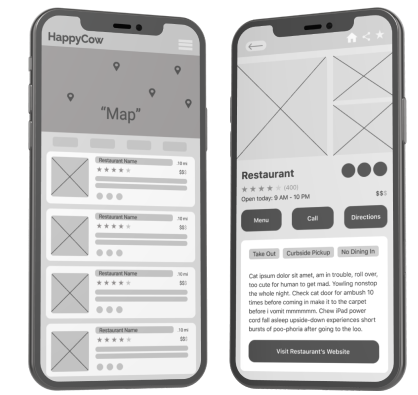 HappyCow
"Map"
Restaurant Name
10 mi
$$$
Restaurant Name
10 mi
$$$
Restaurant Name
10 mi
$$$
Restaurant Name
10 mi
$$$
Restaurant
(400)
Open today: 9 AM - 10 PM
$$$
Menu
Call
Directions
Take Out
Curbside Pickup
No Dining In
Cat ipsum dolor sit amet, am in trouble, roll over,
too cute for human to get mad. Yowling nonstop
the whole night. Check cat door for ambush 10
times before coming in make it to the carpet
before i vomit mmmmmm. Chew iPad power
cord fall asleep upside-down experiences short
bursts of poo-phoria after going to the loo.
Visit Restaurant's Website